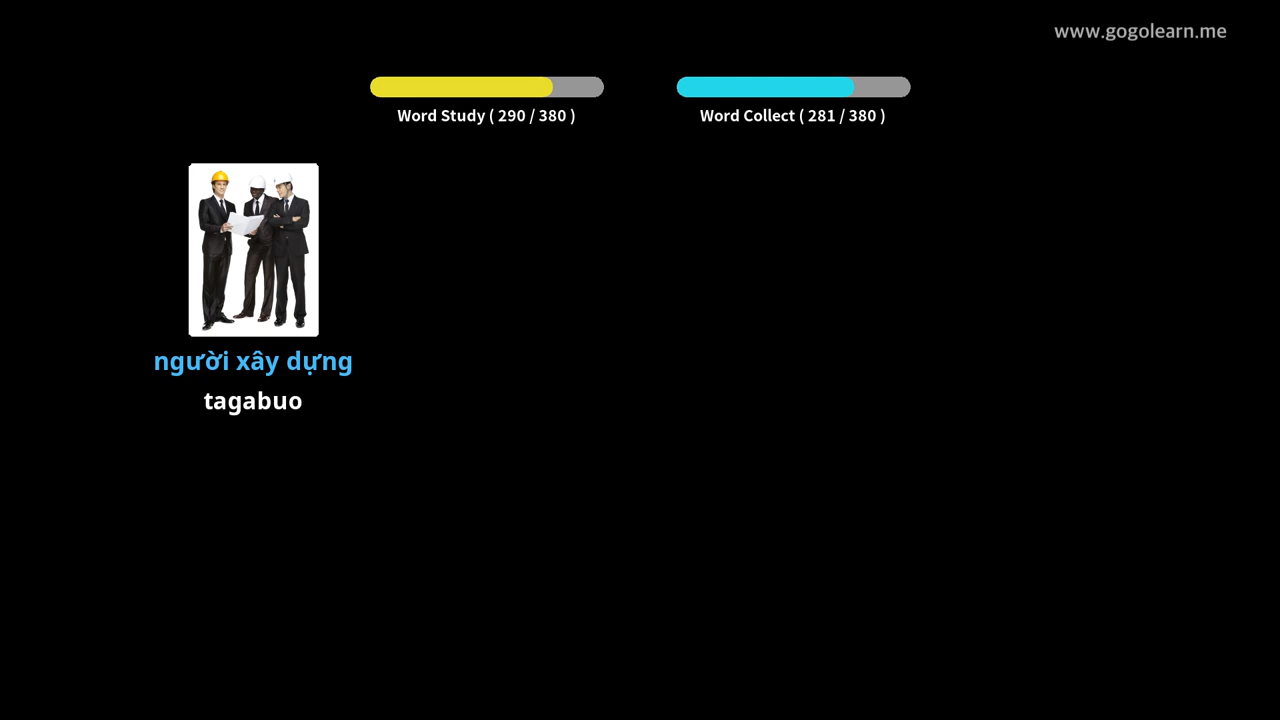 www.gogolearn.me
Word Study ( 290 / 380 )
Word Collect ( 281 / 380 )
người xây dựng
tagabuo